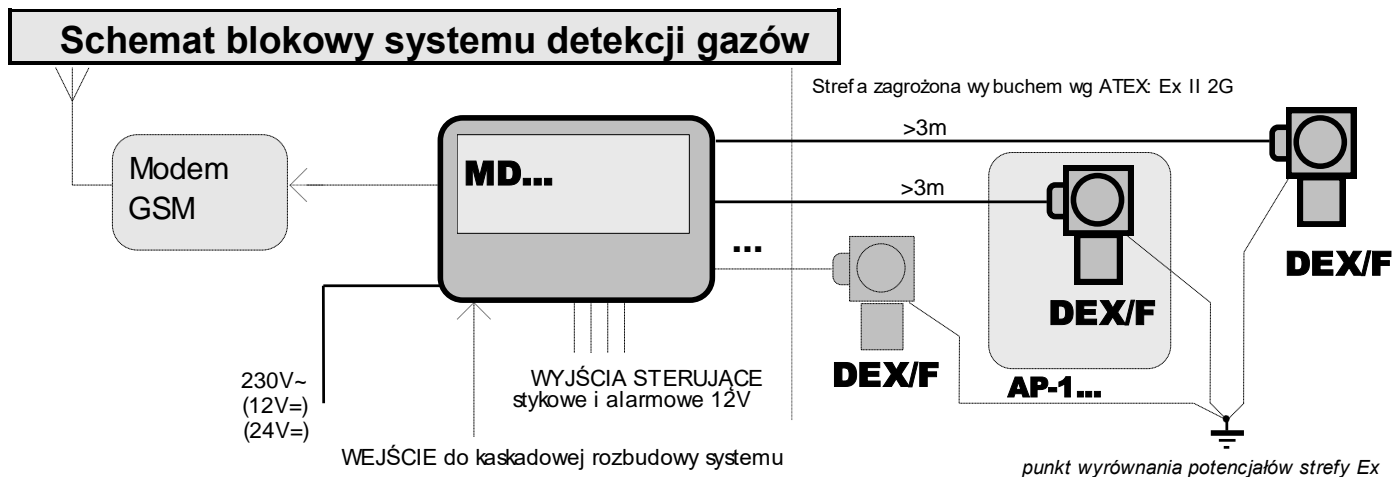 Schemat blokowy systemu detekcji gazów
Strefa zagrożona wybuchem wg ATEX: Ex II 2G
>3m
Modem
GSM
MD...
>3m
...
DEX/F
DEX/F
DEX/F
AP-1...
230V~
(12V=)
(24V=)
WYJŚCIA STERUJĄCE
stykowe i alarmowe 12V
WEJŚCIE do kaskadowej rozbudowy systemu
punkt wyrównania potencjałów strefy Ex